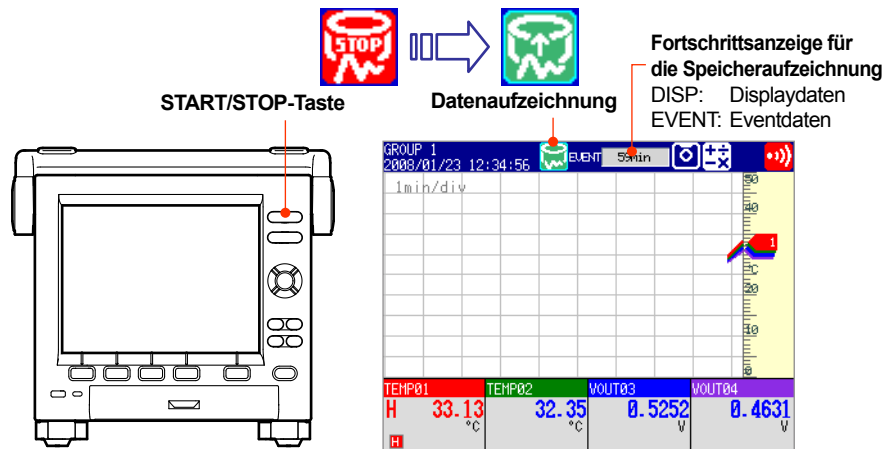 STOP
Fortschrittsanzeige für
die Speicheraufzeichnung
DISP: Displaydaten
EVENT: Eventdaten
START/STOP-Taste
Datenaufzeichnung
GROUP 1
2008/01/23 12:34:56
EVENT
59min
1min/div
50
40
1
°C
20
10
0
TEMP01
TEMP02
VOUT03
VOUT04
H 33.13 °C
32.35 °C
0.5252 V
0.4631 V
H